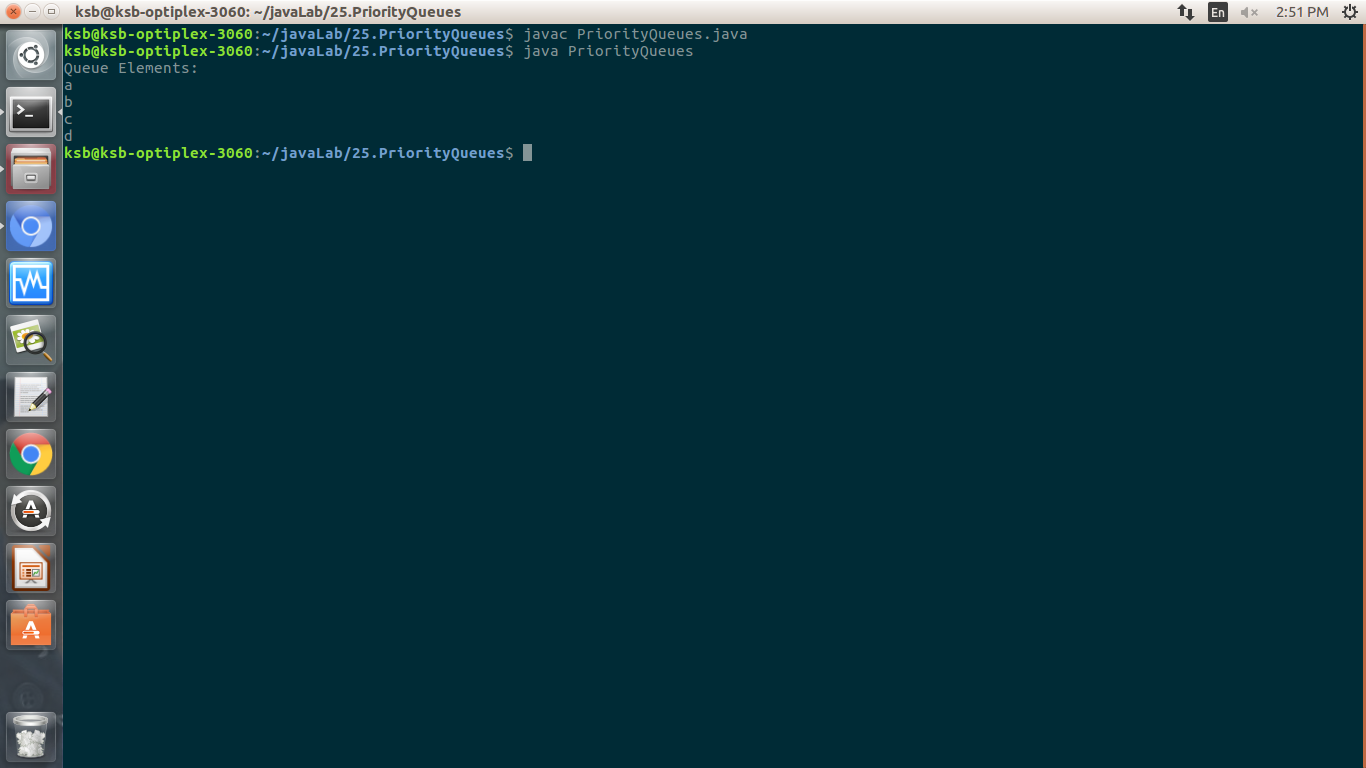 ksb@ksb-optiplex-3060: ~/javaLab/25.PriorityQueues
En
2:51 PM
ksb@ksb-optiplex-3060:~/javaLab/25.PriorityQueues$ javac PriorityQueues.java
ksb@ksb-optiplex-3060:~/javaLab/25.PriorityQueues$ java PriorityQueues
Queue Elements:
a
b
c
d
ksb@ksb-optiplex-3060:~/javaLab/25.PriorityQueues$